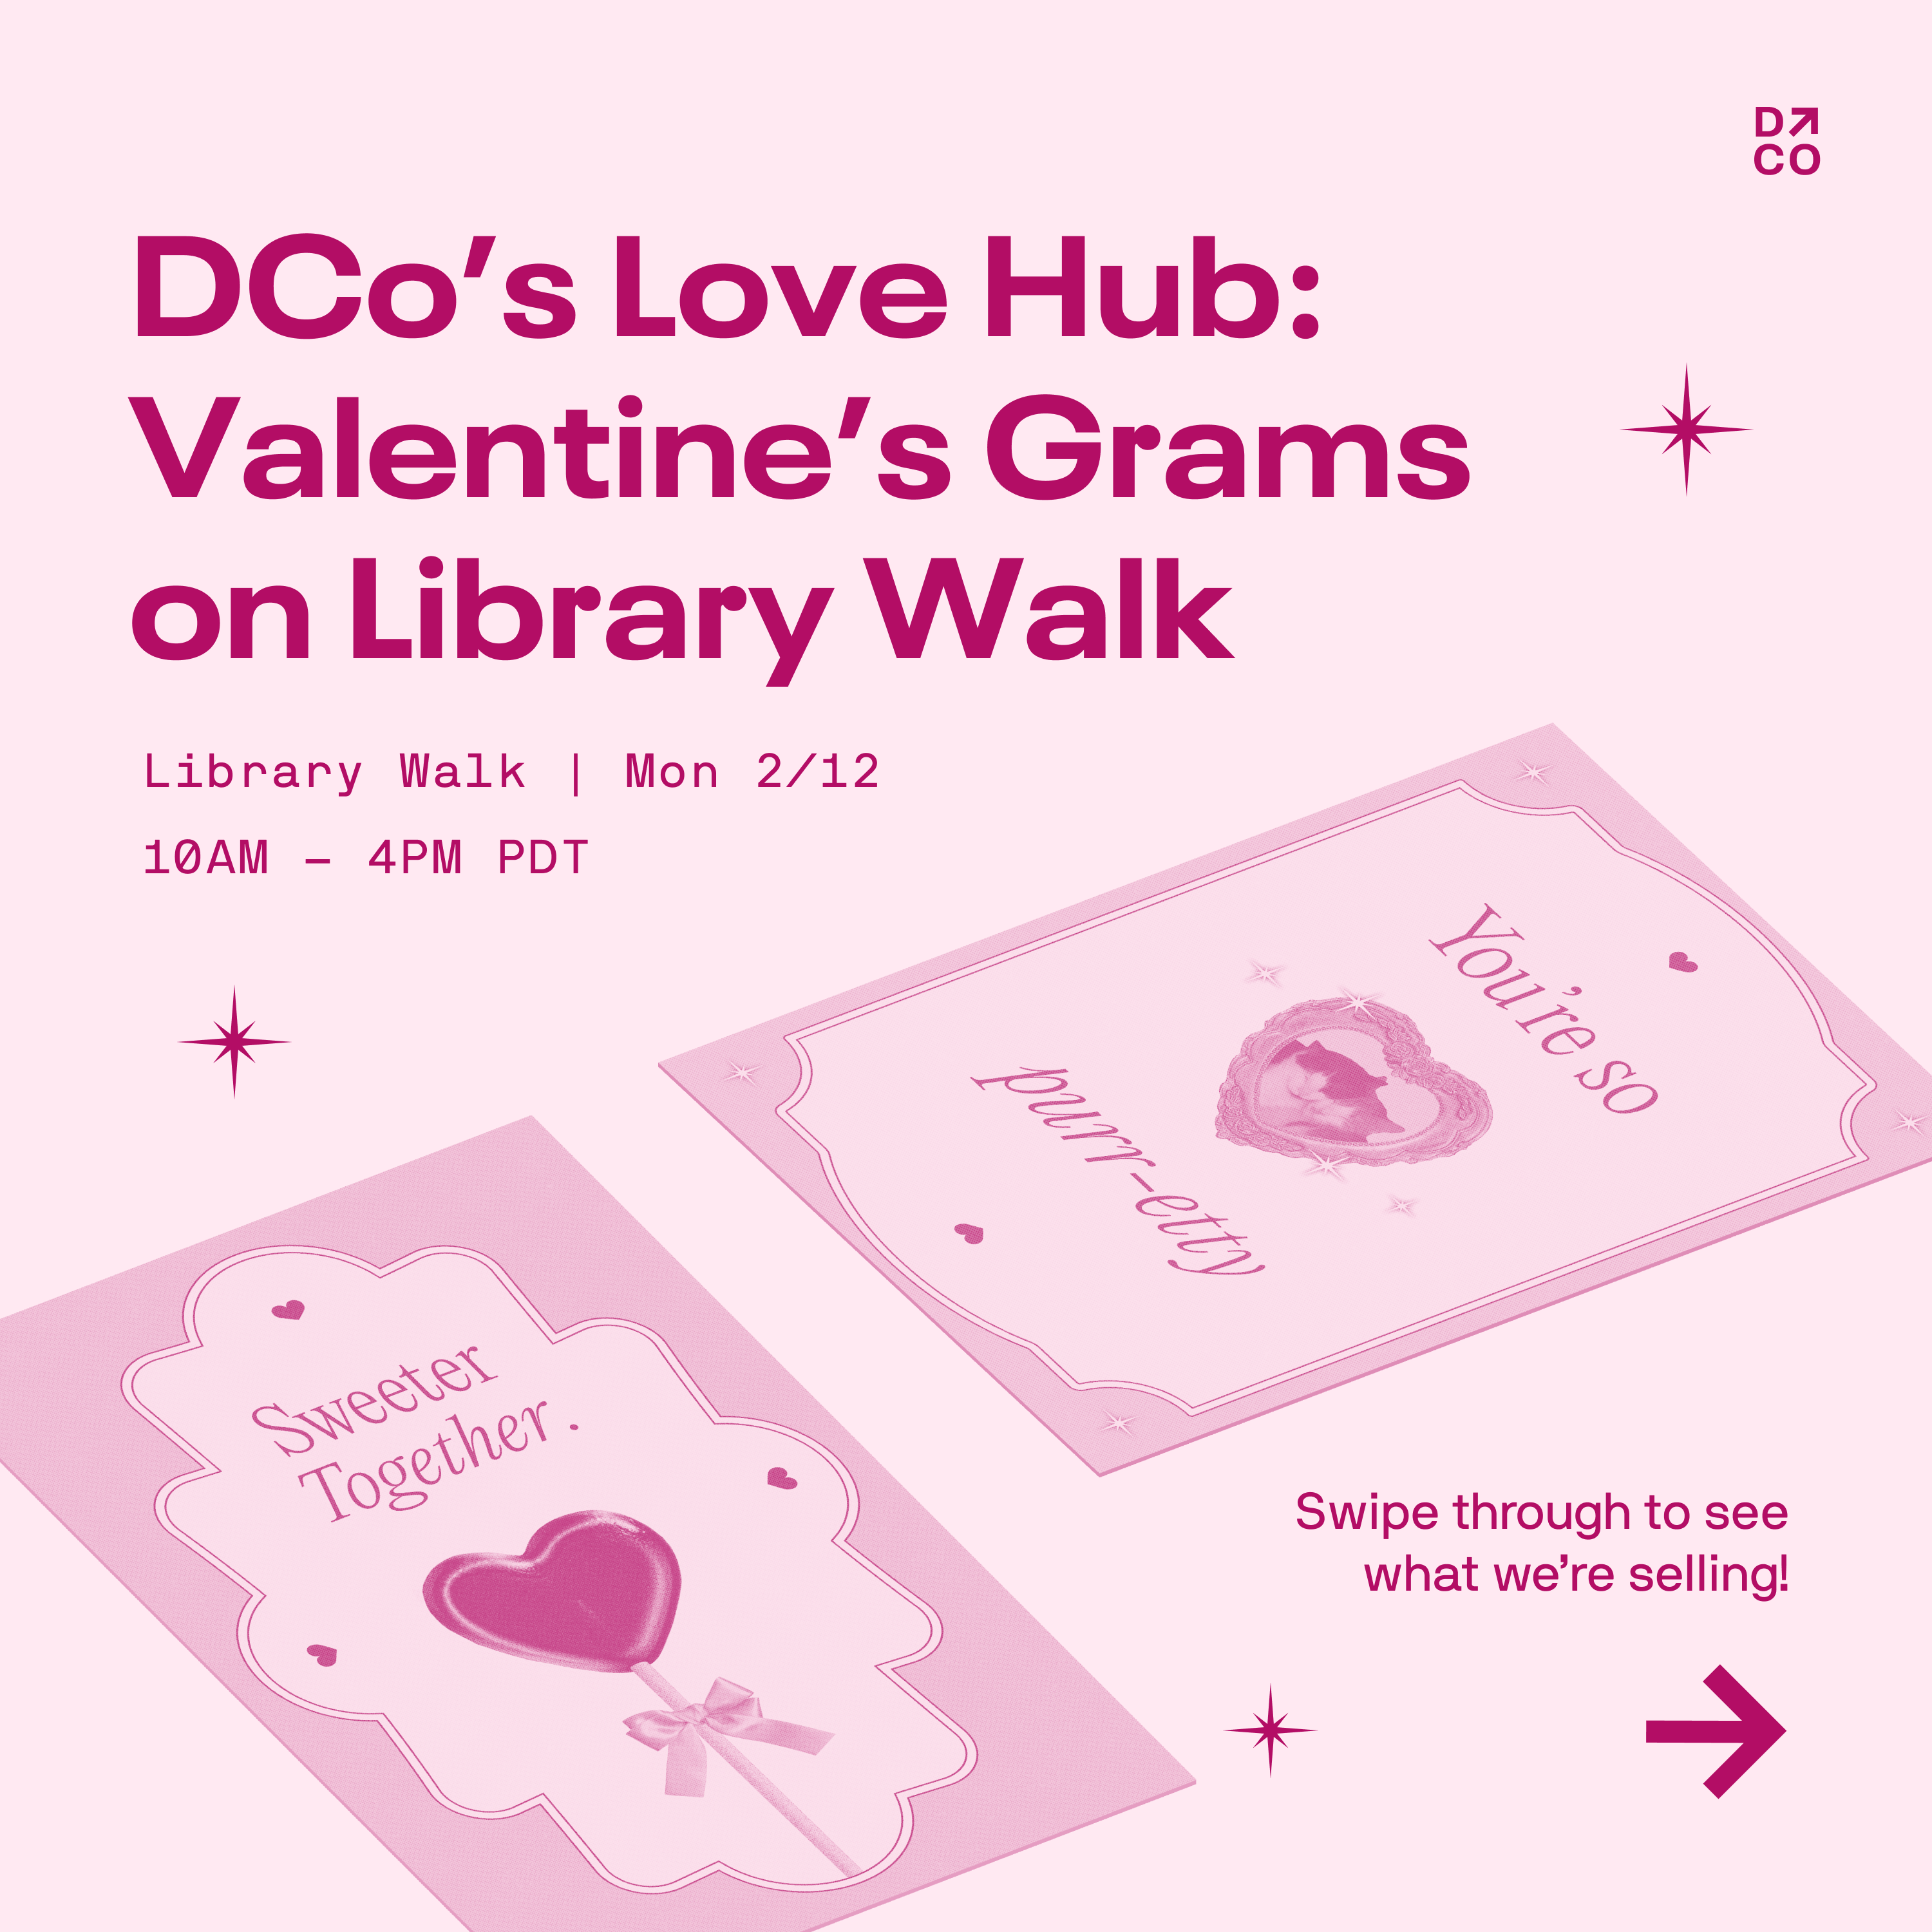 D↗
CO
DCo’s Love Hub:
Valentine’s Grams
on Library Walk
Library Walk | Mon 2/12
10AM – 4PM PDT
You’re so
purr-etty
Sweeter
Together.
Swipe through to see
what we’re selling!